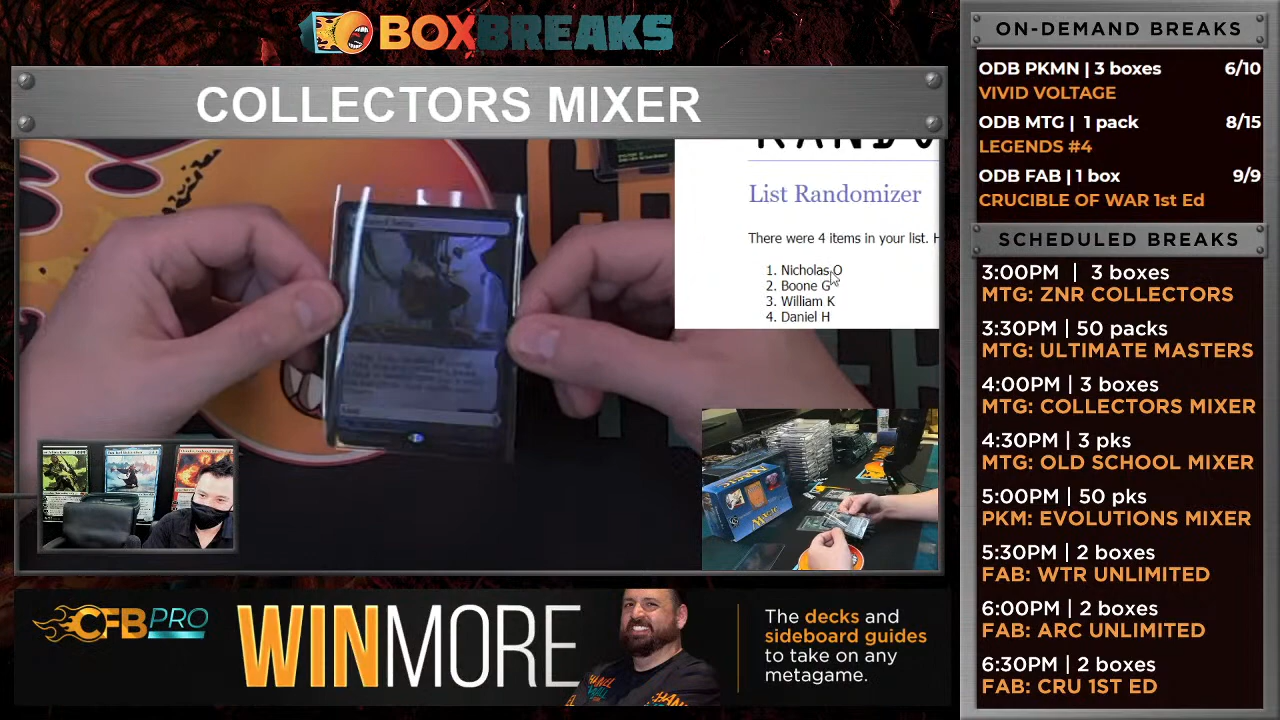 BOXBREAKS
COLLECTORS MIXER
List Randomizer
There were 4 items in your list. H
1. Nicholas O
2. Boone G
3. William K
4. Daniel H
CFB PRO
WINMORE
The decks and
sideboard guides
to take on any
metagame.
ON-DEMAND BREAKS
ODB PKMN | 3 boxes 6/10
VIVID VOLTAGE
ODB MTG | 1 pack 8/15
LEGENDS #4
ODB FAB | 1 box 9/9
CRUCIBLE OF WAR 1st Ed
SCHEDULED BREAKS
3:00PM | 3 boxes
MTG: ZNR COLLECTORS
3:30PM | 50 packs
MTG: ULTIMATE MASTERS
4:00PM | 3 boxes
MTG: COLLECTORS MIXER
4:30PM | 3 pks
MTG: OLD SCHOOL MIXER
5:00PM | 50 pks
PKM: EVOLUTIONS MIXER
5:30PM | 2 boxes
FAB: WTR UNLIMITED
6:00PM | 2 boxes
FAB: ARC UNLIMITED
6:30PM | 2 boxes
FAB: CRU 1ST ED